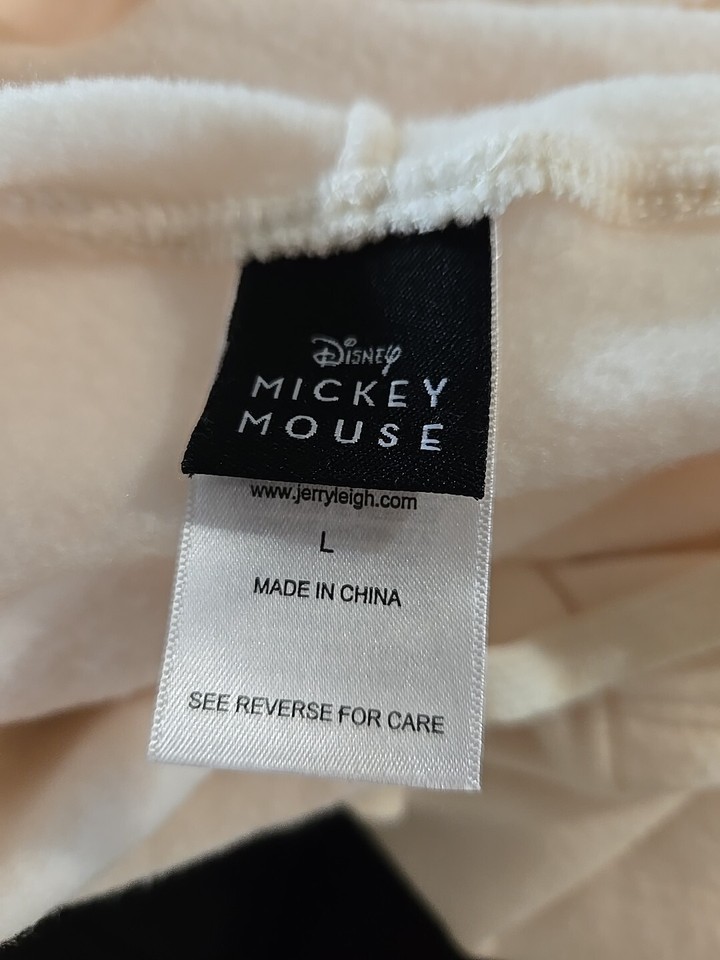 Disney
MICKEY
MOUSE
www.jerryleigh.com
L
MADE IN CHINA
SEE REVERSE FOR CARE